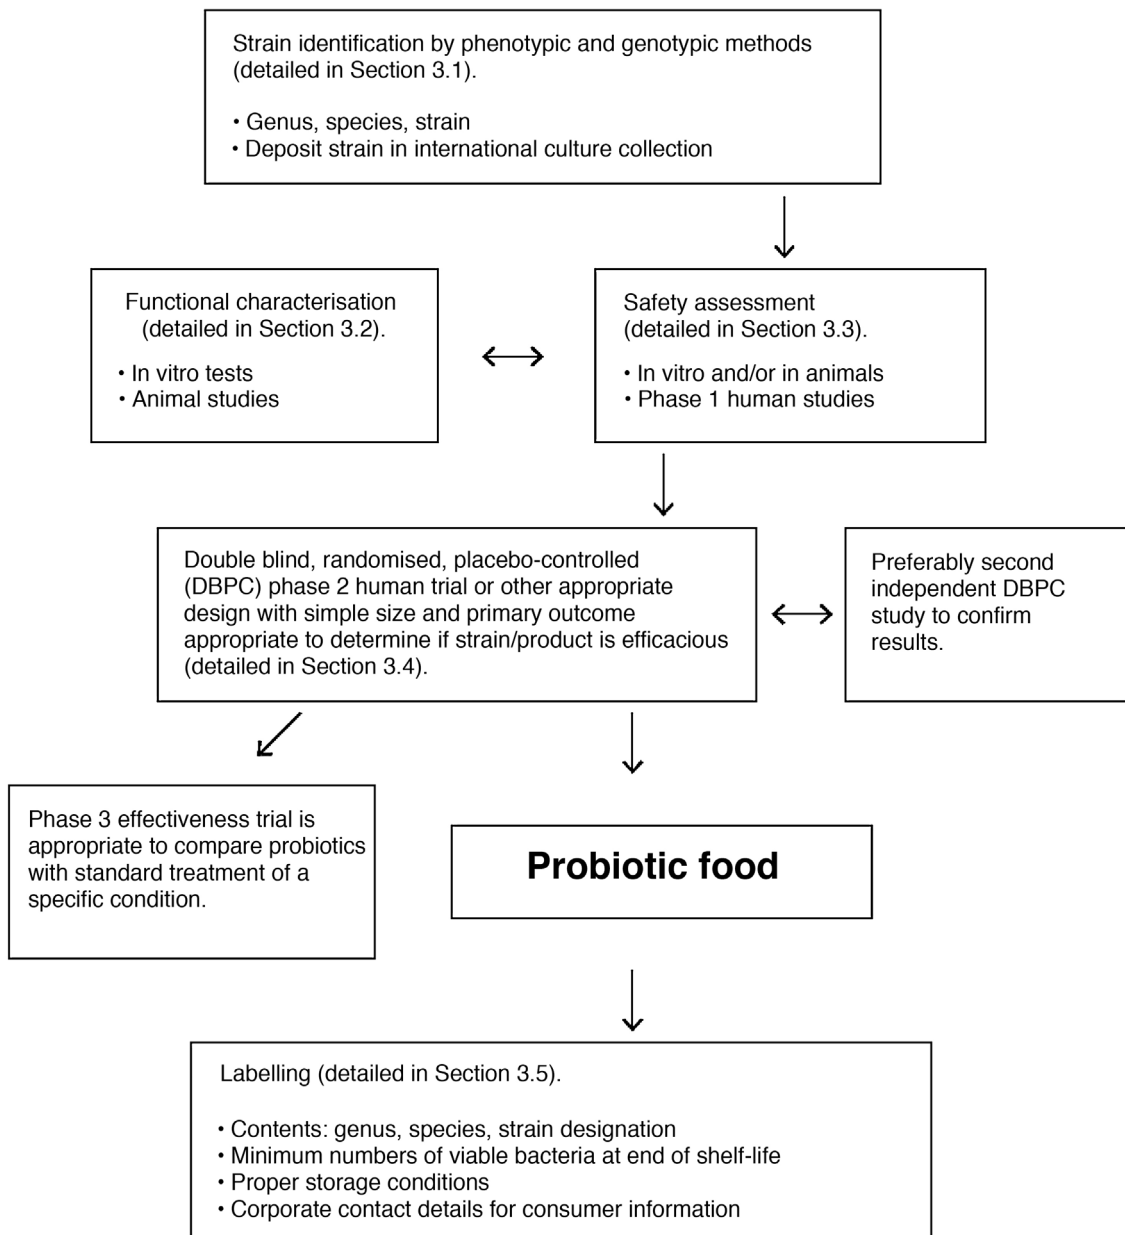 Strain identification by phenotypic and genotypic methods
(detailed in Section 3.1).
• Genus, species, strain
• Deposit strain in international culture collection
Functional characterisation
(detailed in Section 3.2).
• In vitro tests
• Animal studies
Safety assessment
(detailed in Section 3.3).
• In vitro and/or in animals
• Phase 1 human studies
Double blind, randomised, placebo-controlled
(DBPC) phase 2 human trial or other appropriate
design with simple size and primary outcome
appropriate to determine if strain/product is efficacious
(detailed in Section 3.4).
Preferably second
independent DBPC
study to confirm
results.
Phase 3 effectiveness trial is
appropriate to compare probiotics
with standard treatment of a
specific condition.
Probiotic food
Labelling (detailed in Section 3.5).
• Contents: genus, species, strain designation
• Minimum numbers of viable bacteria at end of shelf-life
• Proper storage conditions
• Corporate contact details for consumer information